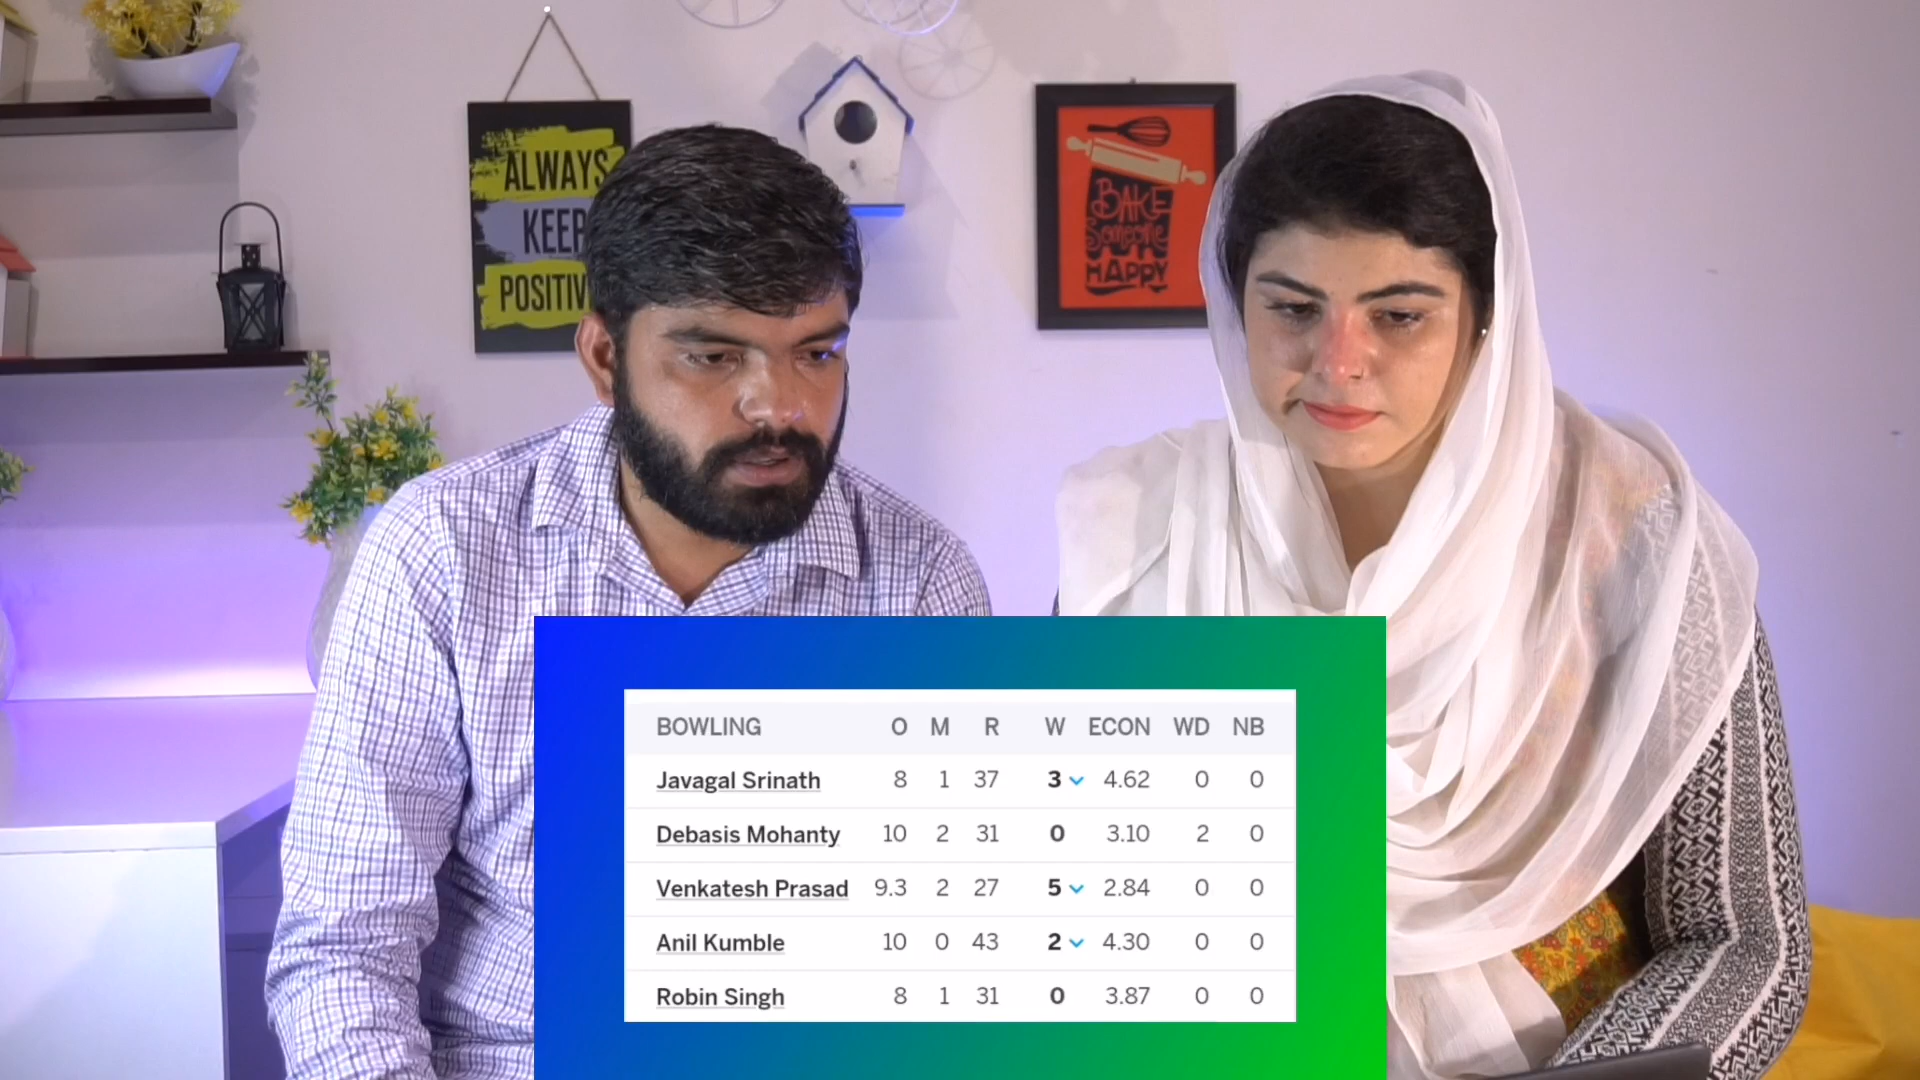 ALWAYS
KEEP
POSITIV
BAKE
Someone
HAPPY
BOWLING O M R W ECON WD NB
Javagal Srinath 8 1 37 3 4.62 0 0
Debasis Mohanty 10 2 31 0 3.10 2 0
Venkatesh Prasad 9.3 2 27 5 2.84 0 0
Anil Kumble 10 0 43 2 4.30 0 0
Robin Singh 8 1 31 0 3.87 0 0